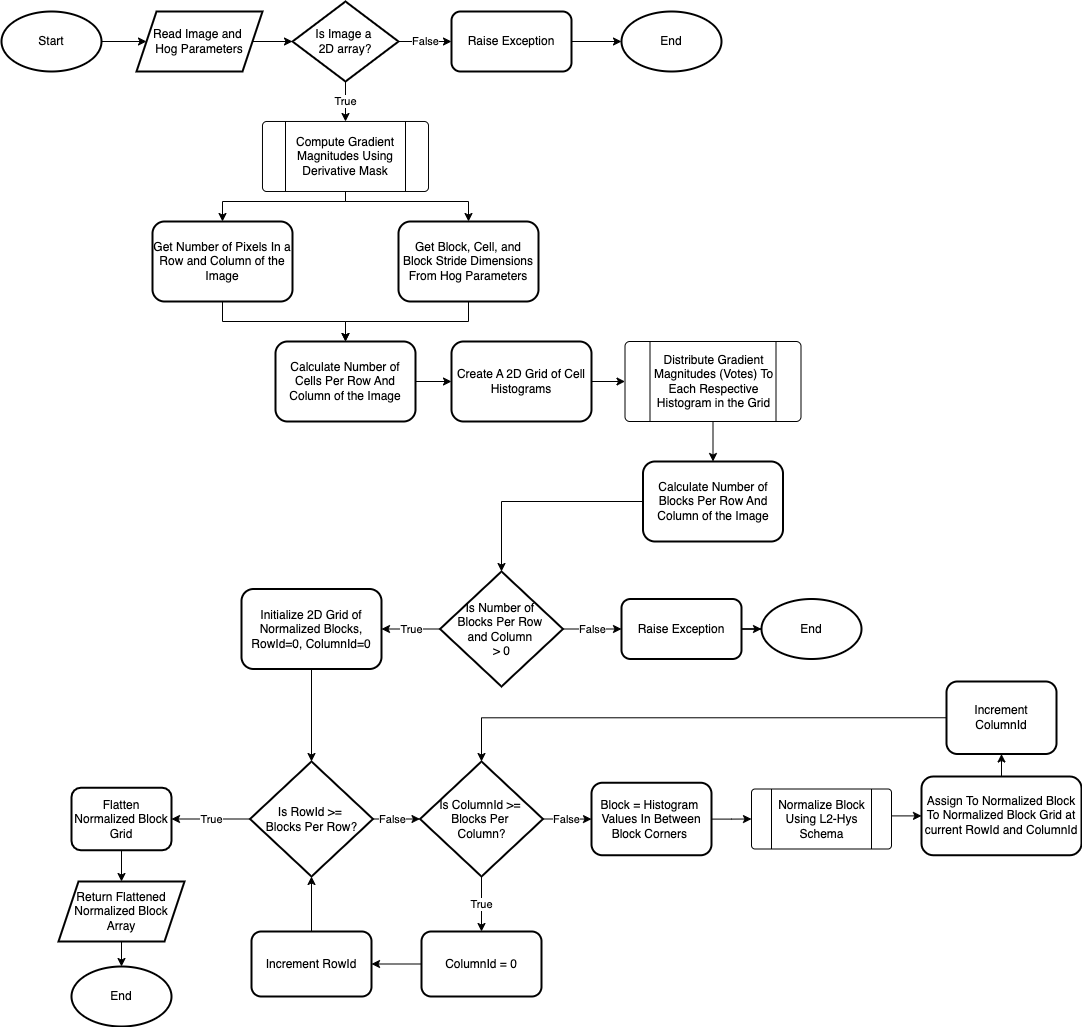 Start
Read Image and
Hog Parameters
Is Image a
2D array?
False
Raise Exception
End
True
Compute Gradient
Magnitudes Using
Derivative Mask
Get Number of Pixels In a
Row and Column of the
Image
Get Block, Cell, and
Block Stride Dimensions
From Hog Parameters
Calculate Number of
Cells Per Row And
Column of the Image
Create A 2D Grid of Cell
Histograms
Distribute Gradient
Magnitudes (Votes) To
Each Respective
Histogram in the Grid
Calculate Number of
Blocks Per Row And
Column of the Image
Is Number of
Blocks Per Row
and Column
> 0
False
Raise Exception
End
True
Initialize 2D Grid of
Normalized Blocks,
RowId=0, ColumnId=0
Is RowId >=
Blocks Per Row?
True
Flatten
Normalized Block
Grid
Return Flattened
Normalized Block
Array
End
False
Is ColumnId >=
Blocks Per
Column?
False
Block = Histogram
Values In Between
Block Corners
Normalize Block
Using L2-Hys
Schema
Assign To Normalized Block
To Normalized Block Grid at
current RowId and ColumnId
Increment
ColumnId
True
ColumnId = 0
Increment RowId